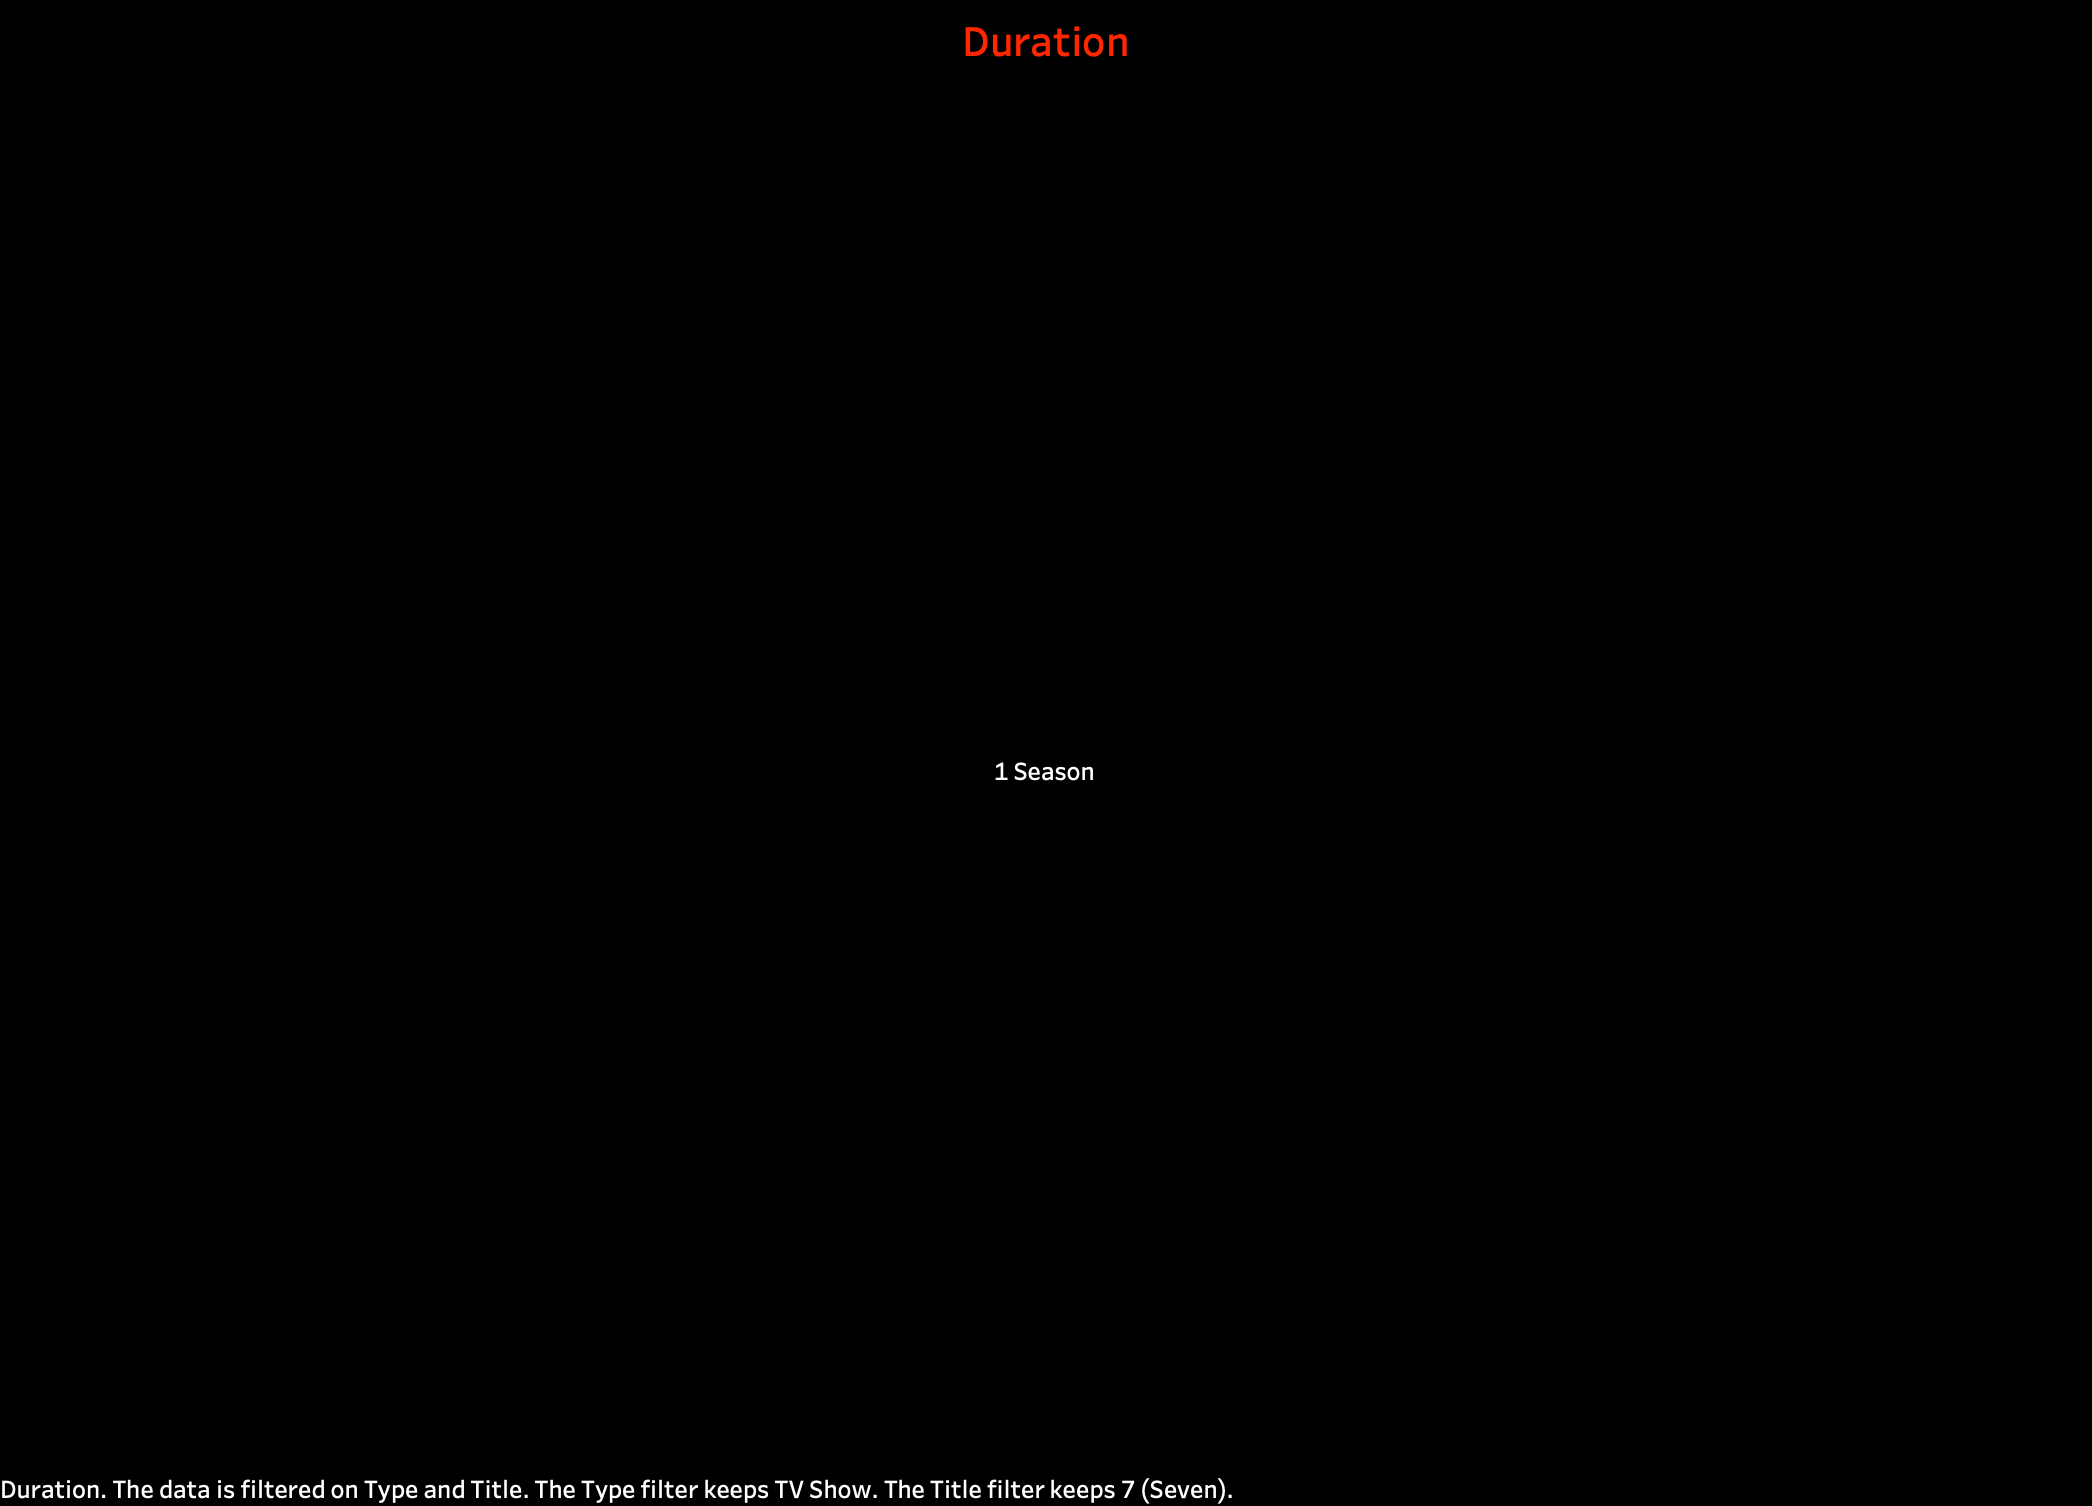 Duration
1 Season
Duration. The data is filtered on Type and Title. The Type filter keeps TV Show. The Title filter keeps 7 (Seven).